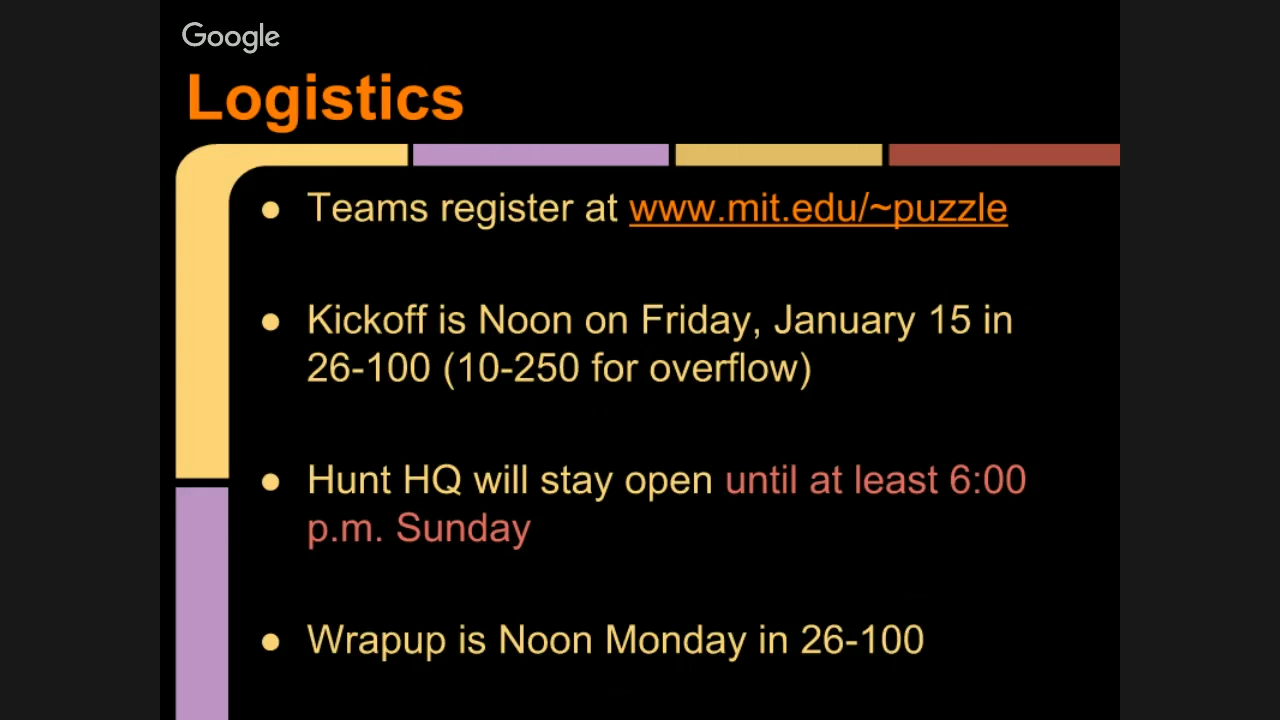 Google
Logistics
● Teams register at www.mit.edu/~puzzle
● Kickoff is Noon on Friday, January 15 in
26-100 (10-250 for overflow)
● Hunt HQ will stay open until at least 6:00
p.m. Sunday
● Wrapup is Noon Monday in 26-100